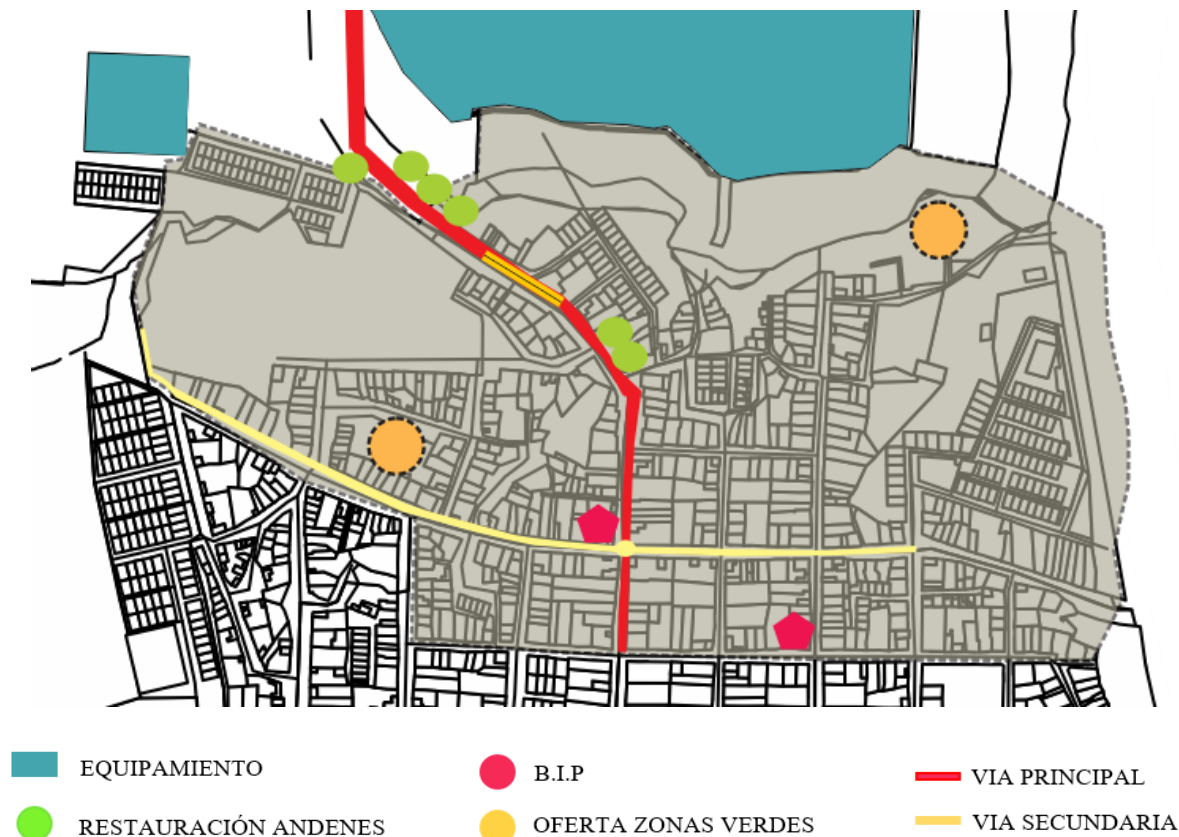 EQUIPAMIENTO
B.I.P
VIA PRINCIPAL
RESTAURACIÓN ANDENES
OFERTA ZONAS VERDES
VIA SECUNDARIA